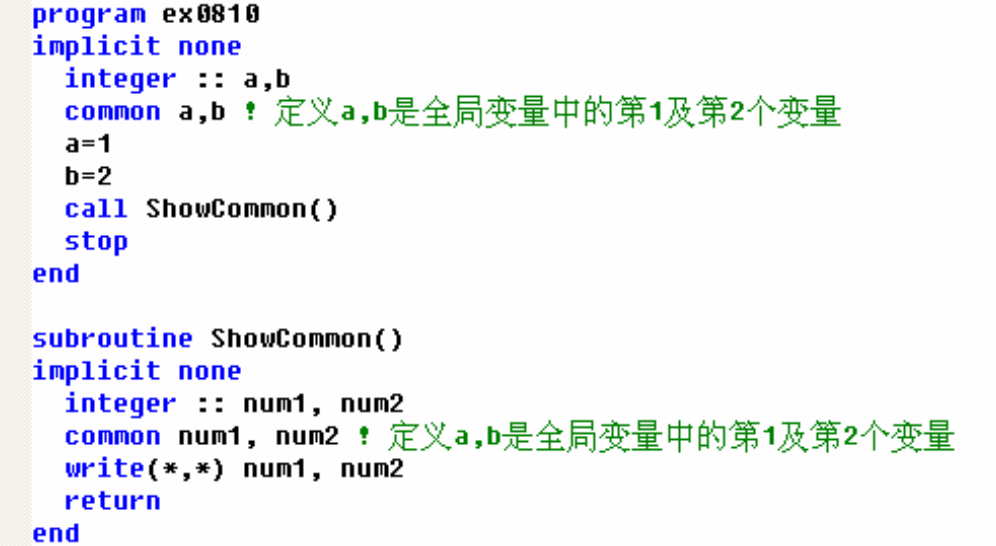 program ex0810
implicit none
  integer :: a,b
  common a,b ! 定义a,b是全局变量中的第1及第2个变量
  a=1
  b=2
  call ShowCommon()
  stop
end

subroutine ShowCommon()
implicit none
  integer :: num1, num2
  common num1, num2 ! 定义a,b是全局变量中的第1及第2个变量
  write(*,*) num1, num2
  return
end